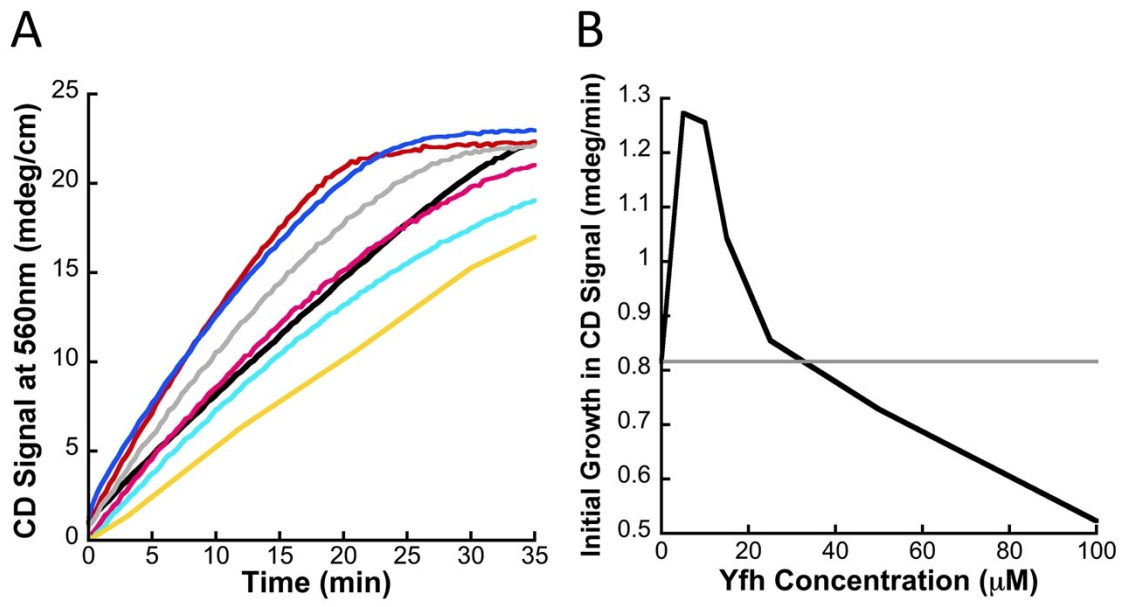 A
CD Signal at 560nm (mdeg/cm)
25
20
15
10
5
0
0 5 10 15 20 25 30 35
Time (min)
B
Initial Growth in CD Signal (mdeg/min)
1.3
1.2
1.1
1
0.9
0.8
0.7
0.6
0.5
0 20 40 60 80 100
Yfh Concentration (μM)